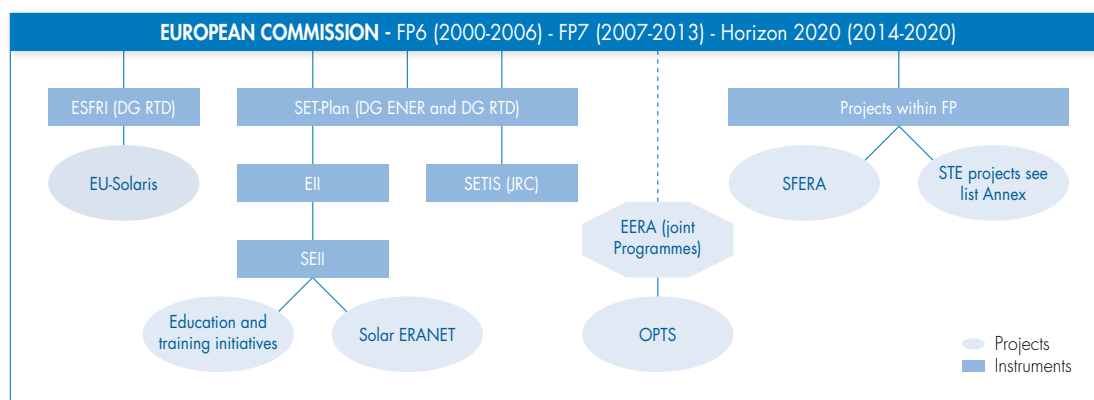 EUROPEAN COMMISSION - FP6 (2000-2006) - FP7 (2007-2013) - Horizon 2020 (2014-2020)
ESFRI (DG RTD)
SET-Plan (DG ENER and DG RTD)
Projects within FP
EU-Solaris
EII
SETIS (JRC)
SFERA
STE projects see
list Annex
EERA (joint
Programmes)
SEII
Education and
training initiatives
Solar ERANET
OPTS
Projects
Instruments